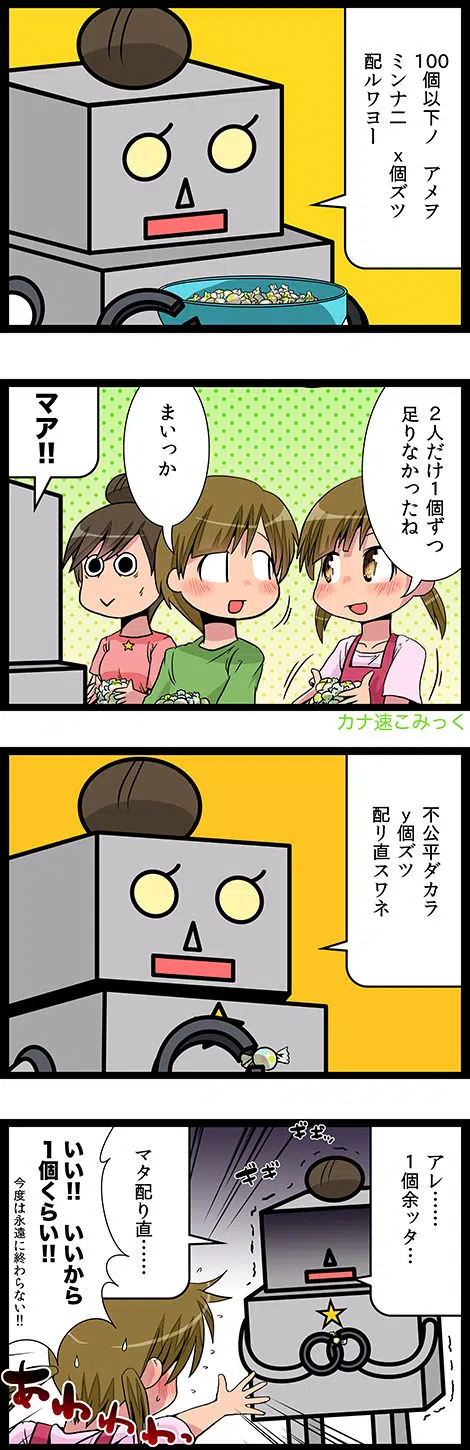 100個以下ノ　アメヲ
ミンナニ　x個ズツ
配ルワヨー
２人だけ１個ずつ
足りなかったね
まいっか
マア!!
カナ速こみっく
不公平ダカラ
y個ズツ
配リ直スワネ
アレ……
１個余ッタ…
ギギッ…
ギギッ…
マタ配り直……
いい!!　いいから
１個くらい!!
今度は永遠に終わらない!!
あわわわっ